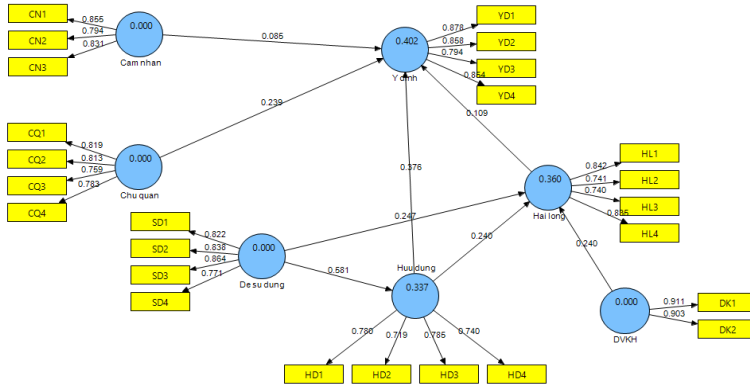 CN1
0.855
CN2
0.794
CN3
0.831
0.000
Cam nhan
0.085
0.402
Y dinh
0.878
YD1
0.858
YD2
0.794
YD3
0.854
YD4
0.239
0.109
CQ1
0.819
CQ2
0.813
CQ3
0.759
CQ4
0.783
0.000
Chu quan
0.376
0.360
Hai long
0.842
HL1
0.741
HL2
0.740
HL3
0.835
HL4
0.247
0.240
0.240
SD1
0.822
SD2
0.838
SD3
0.864
SD4
0.771
0.000
De su dung
0.581
Huu dung
0.337
0.000
DVKH
0.911
DK1
0.903
DK2
0.780
0.719
0.785
0.740
HD1
HD2
HD3
HD4